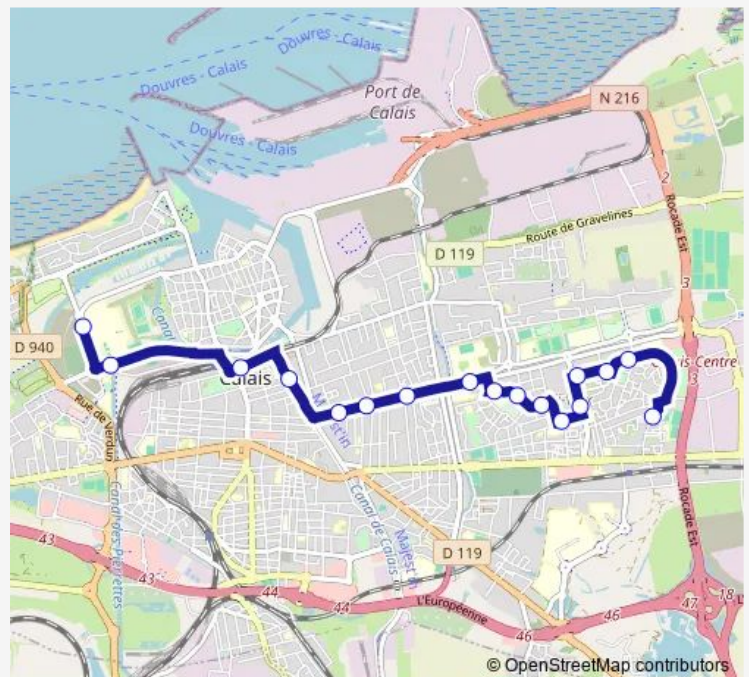 Douvres - Calais
Douvres - Calais
Douvres - Calais
Port de
Calais
N 216
2
Rocade Est
Route de Gravelines
D 119
3
D 940
Calais
3
Rue de Verdun
Canal des Pierrettes
Canal de Calais
D 119
43
43
44
44
L'Européenne
46
46
47
18
Rocade Est
© OpenStreetMap contributors